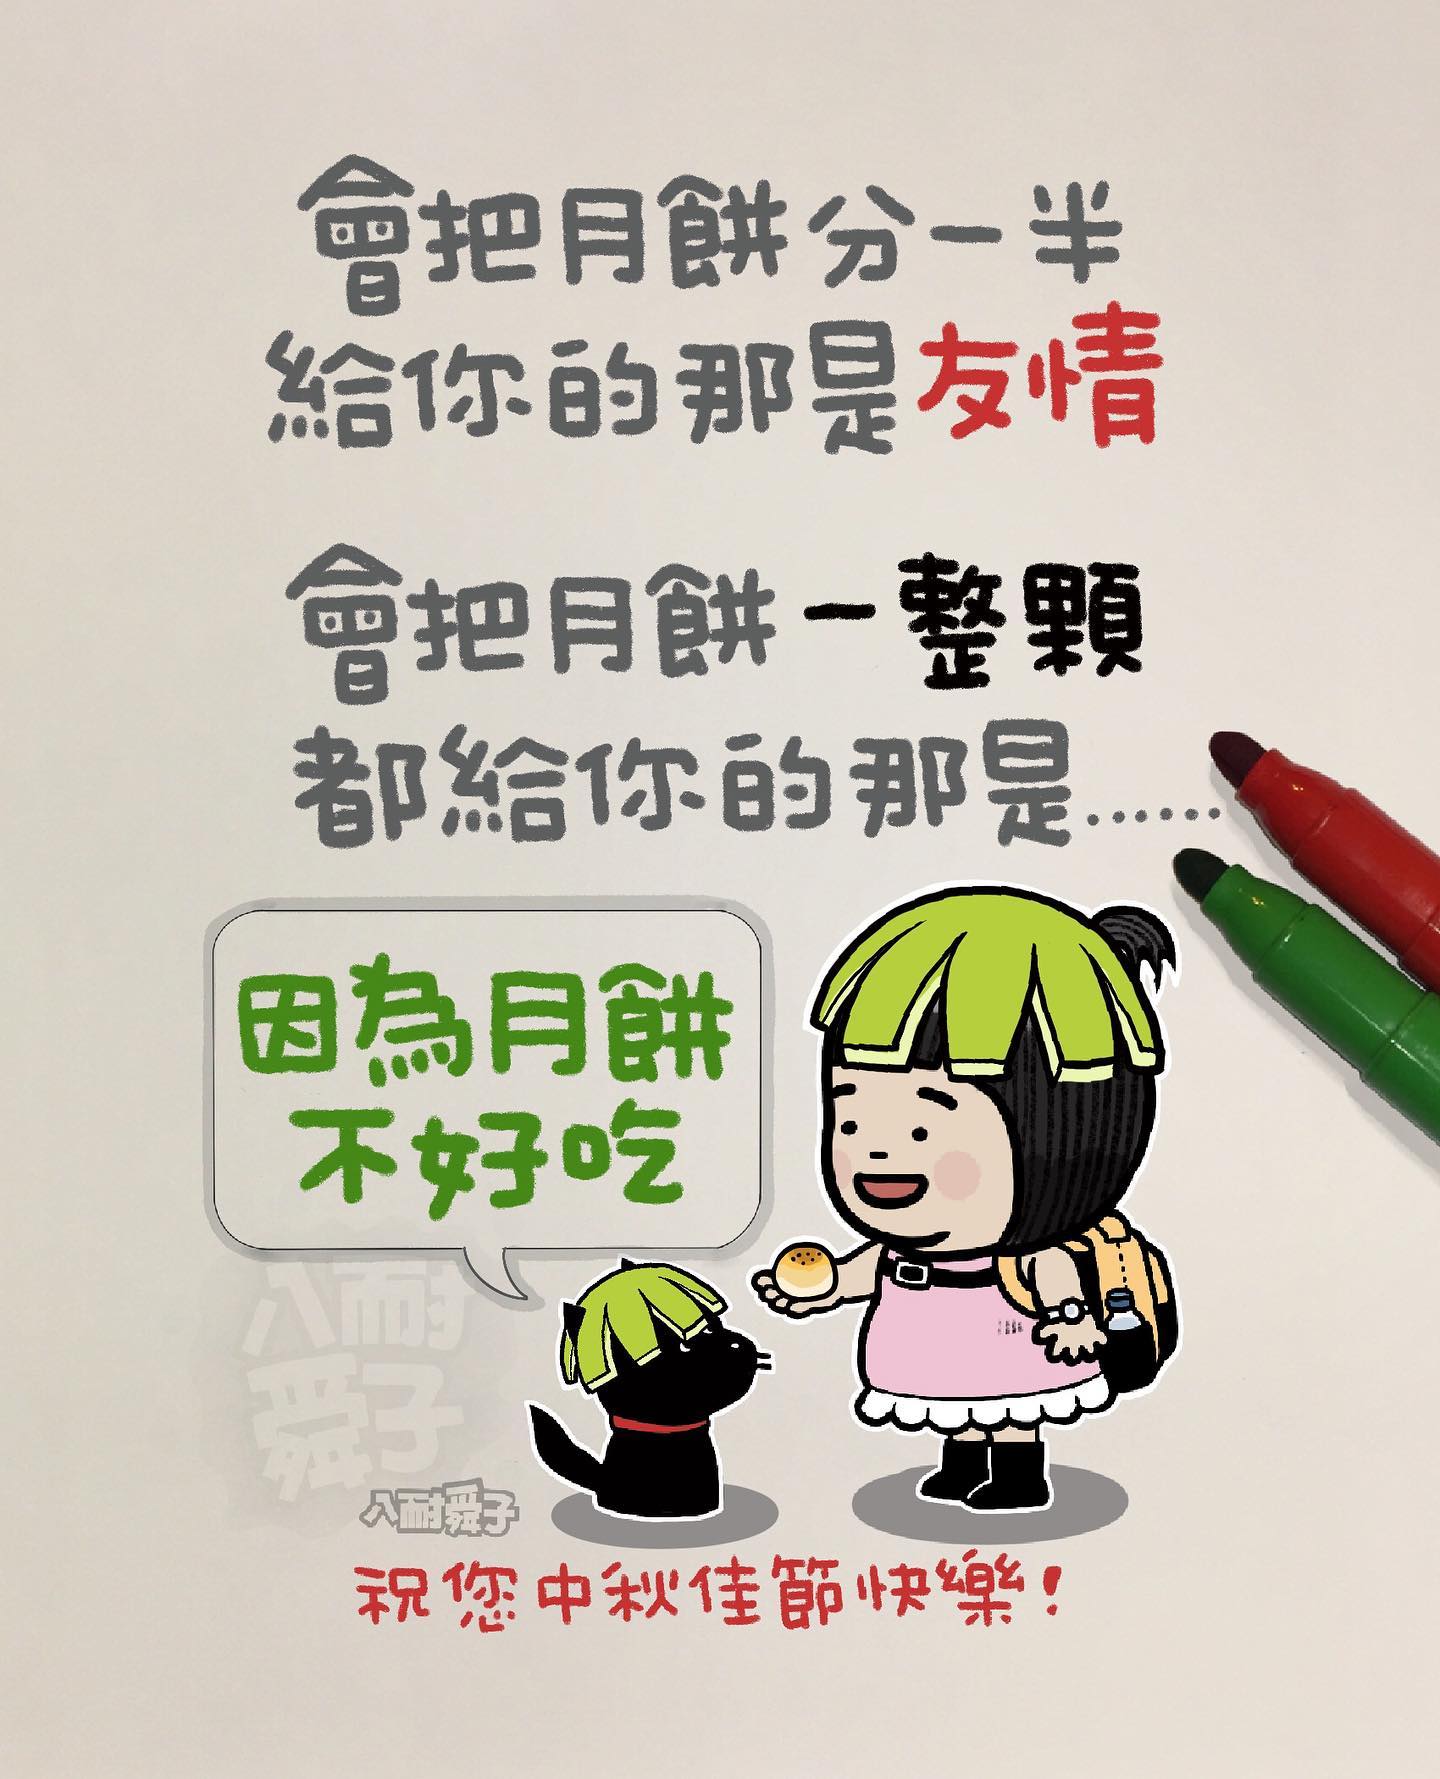 會把月餅分一半
給你的那是友情
會把月餅一整顆
都給你的那是......
因為月餅
不好吃
八耐
舜子
八耐舜子
祝您中秋佳節快樂!